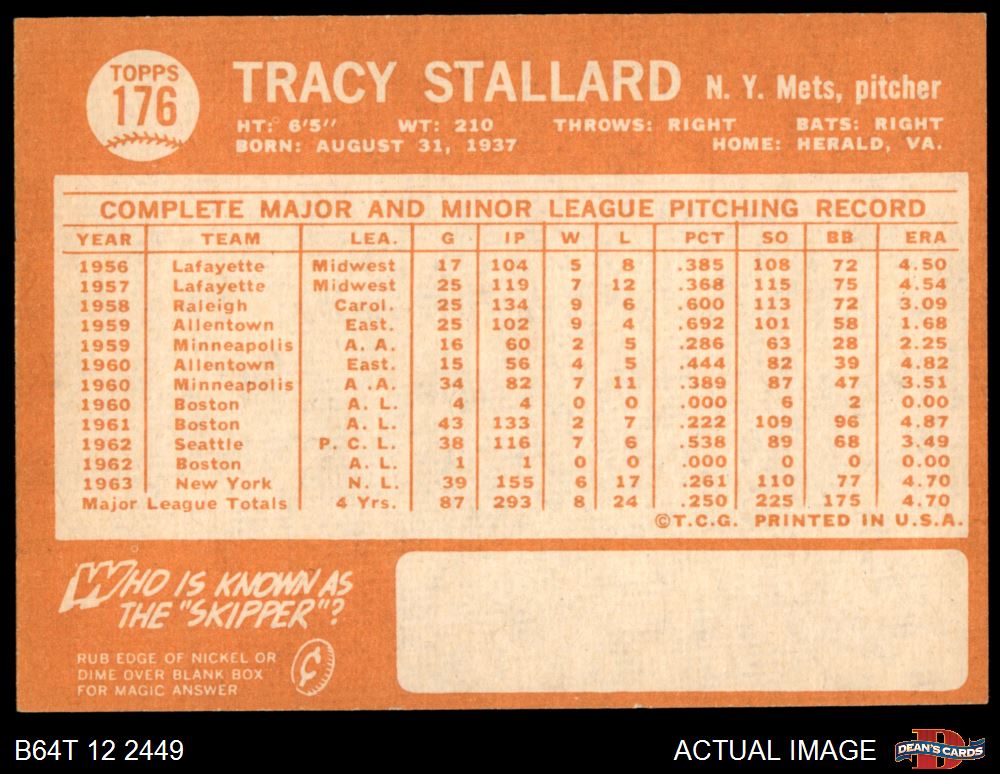 TOPPS
176
TRACY STALLARD N. Y. Mets, pitcher
HT: 6'5" WT: 210 THROWS: RIGHT BATS: RIGHT
BORN: AUGUST 31, 1937 HOME: HERALD, VA.
COMPLETE MAJOR AND MINOR LEAGUE PITCHING RECORD
YEAR TEAM LEA. G IP W L PCT SO BB ERA
1956 Lafayette Midwest 17 104 5 8 .385 108 72 4.50
1957 Lafayette Midwest 25 119 7 12 .368 115 75 4.54
1958 Raleigh Carol. 25 134 9 6 .600 113 72 3.09
1959 Allentown East. 25 102 9 4 .692 101 58 1.68
1959 Minneapolis A. A. 16 60 2 5 .286 63 28 2.25
1960 Allentown East. 15 56 4 5 .444 82 39 4.82
1960 Minneapolis A .A. 34 82 7 11 .389 87 47 3.51
1960 Boston A. L. 4 4 0 0 .000 6 2 0.00
1961 Boston A. L. 43 133 2 7 .222 109 96 4.87
1962 Seattle P. C. L. 38 116 7 6 .538 89 68 3.49
1962 Boston A. L. 1 1 0 0 .000 0 0 0.00
1963 New York N. L. 39 155 6 17 .261 110 77 4.70
Major League Totals 4 Yrs. 87 293 8 24 .250 225 175 4.70
©T.C.G. PRINTED IN U.S.A.
WHO IS KNOWN AS
THE "SKIPPER"?
RUB EDGE OF NICKEL OR
DIME OVER BLANK BOX
FOR MAGIC ANSWER
B64T 12 2449 ACTUAL IMAGE DEAN'S CARDS